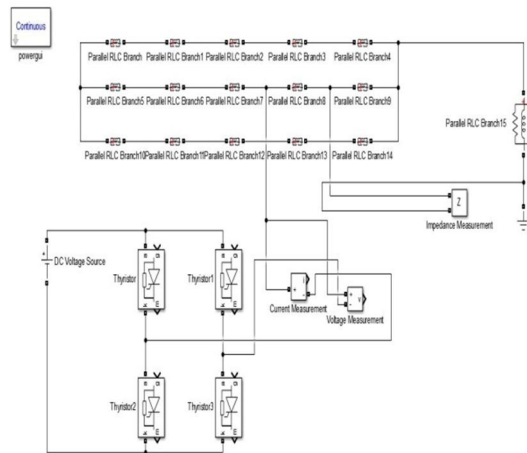 Continuous
powergui
Parallel RLC Branch Parallel RLC Branch1 Parallel RLC Branch2 Parallel RLC Branch3 Parallel RLC Branch4
Parallel RLC Branch5 Parallel RLC Branch6 Parallel RLC Branch7 Parallel RLC Branch8 Parallel RLC Branch9
Parallel RLC Branch15
Parallel RLC Branch10 Parallel RLC Branch11 Parallel RLC Branch12 Parallel RLC Branch13 Parallel RLC Branch14
Z
Impedance Measurement
DC Voltage Source
Thyristor
Thyristor1
Current Measurement
Voltage Measurement
Thyristor2
Thyristor3